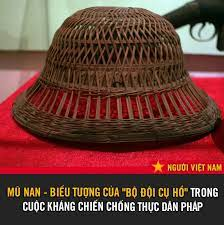 NGƯỜI VIỆT NAM
MŨ NAN - BIỂU TƯỢNG CỦA "BỘ ĐỘI CỤ HỒ" TRONG
CUỘC KHÁNG CHIẾN CHỐNG THỰC DÂN PHÁP